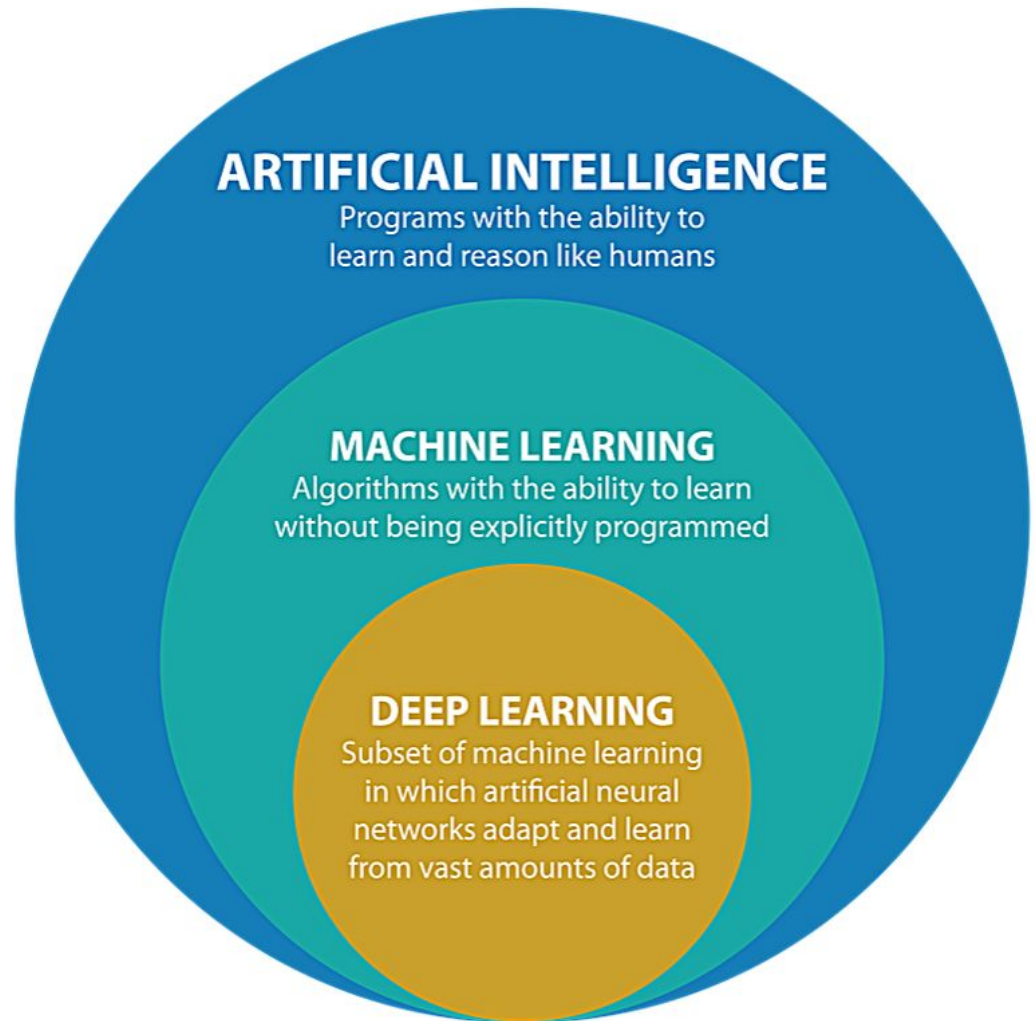 ARTIFICIAL INTELLIGENCE
Programs with the ability to
learn and reason like humans
MACHINE LEARNING
Algorithms with the ability to learn
without being explicitly programmed
DEEP LEARNING
Subset of machine learning
in which artificial neural
networks adapt and learn
from vast amounts of data